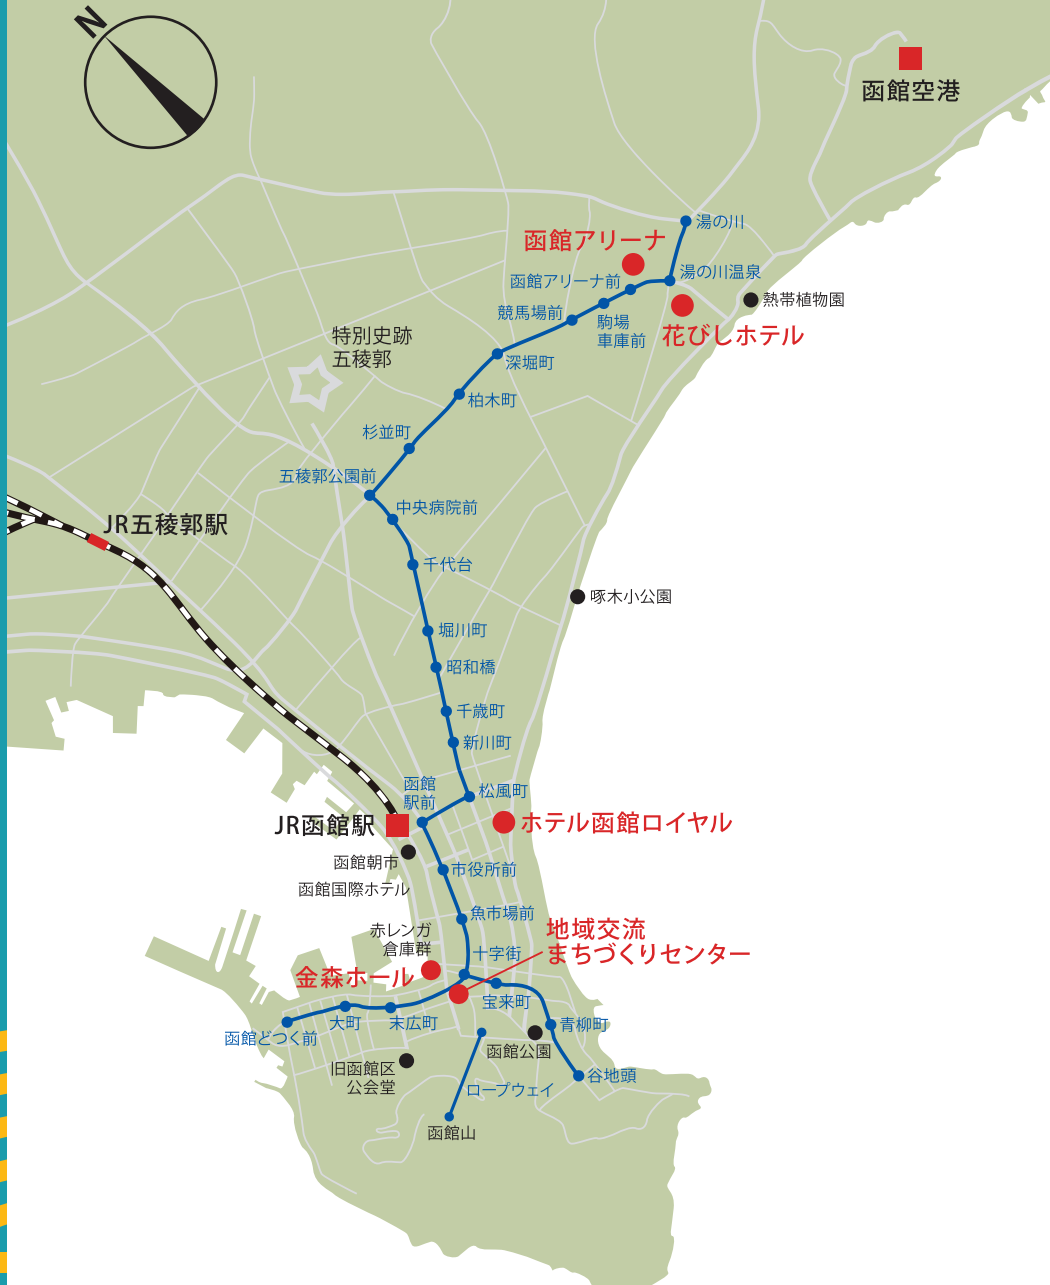 N
函館空港
湯の川
函館アリーナ
湯の川温泉
函館アリーナ前
熱帯植物園
競馬場前
駒場
車庫前
花びしホテル
特別史跡
五稜郭
深堀町
柏木町
杉並町
五稜郭公園前
中央病院前
JR五稜郭駅
千代台
啄木小公園
堀川町
昭和橋
千歳町
新川町
函館
駅前
松風町
JR函館駅
ホテル函館ロイヤル
函館朝市
市役所前
函館国際ホテル
魚市場前
赤レンガ
倉庫群
地域交流
まちづくりセンター
十字街
金森ホール
宝来町
函館どつく前
大町
末広町
青柳町
函館公園
旧函館区
公会堂
谷地頭
ロープウェイ
函館山